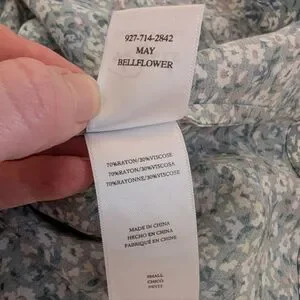 927-714-2842
MAY
BELLFLOWER
70%RAYON/30%VISCOSE
70%RAYON/30%VISCOSA
70%RAYONNE/30%VISCOSE
MADE IN CHINA
HECHO EN CHINA
FABRIQUÉ EN CHINE
SMALL
CHICO
PETIT